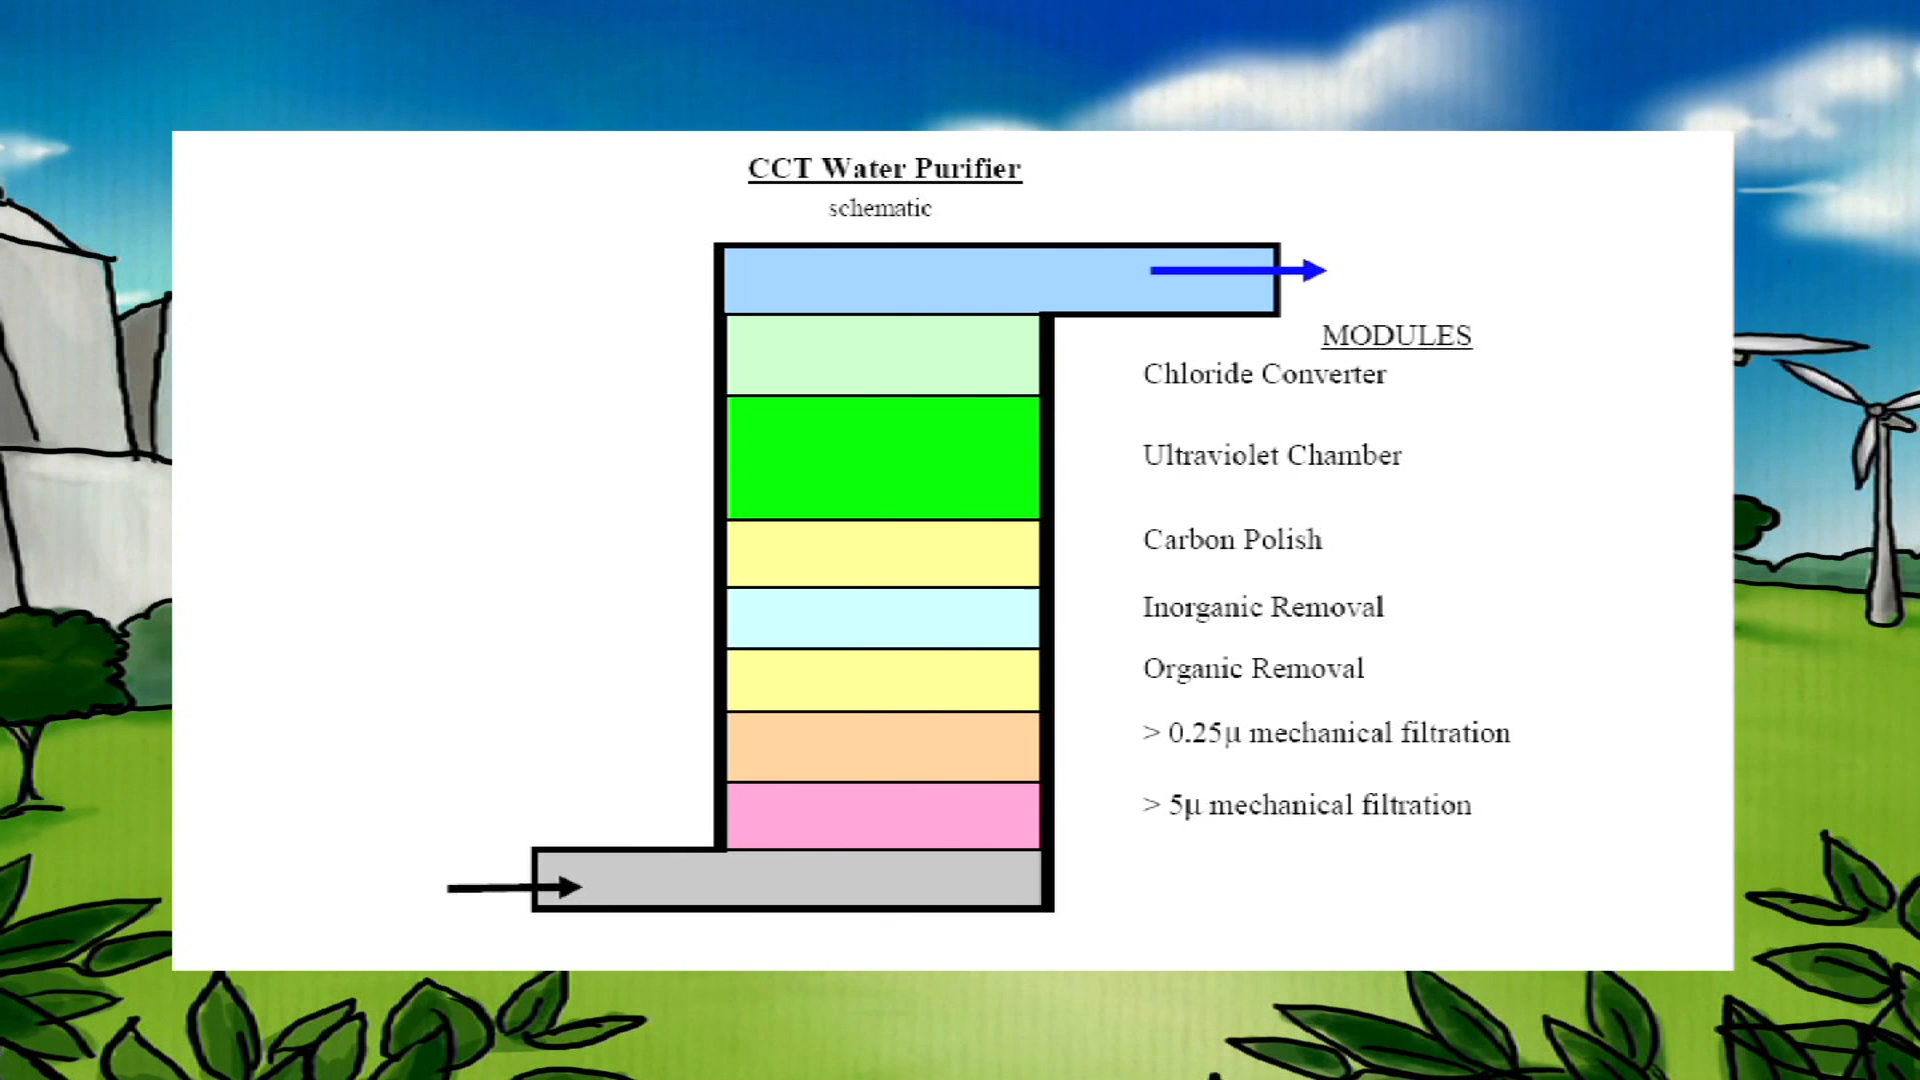 CCT Water Purifier
schematic
MODULES
Chloride Converter
Ultraviolet Chamber
Carbon Polish
Inorganic Removal
Organic Removal
> 0.25μ mechanical filtration
> 5μ mechanical filtration